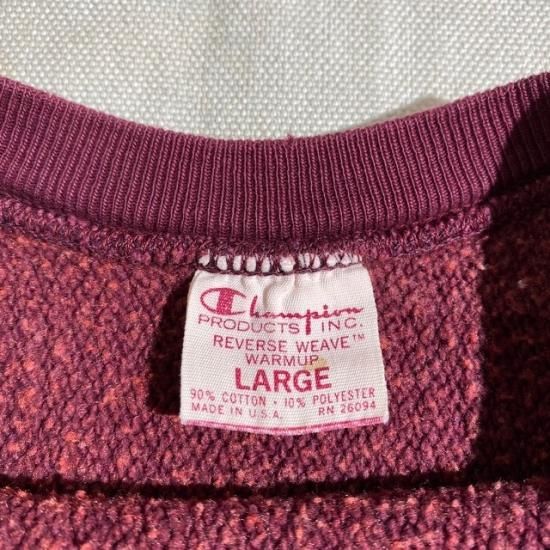 Champion
PRODUCTS INC.
REVERSE WEAVE™
WARMUP
LARGE
90% COTTON · 10% POLYESTER
MADE IN U.S.A. RN 26094